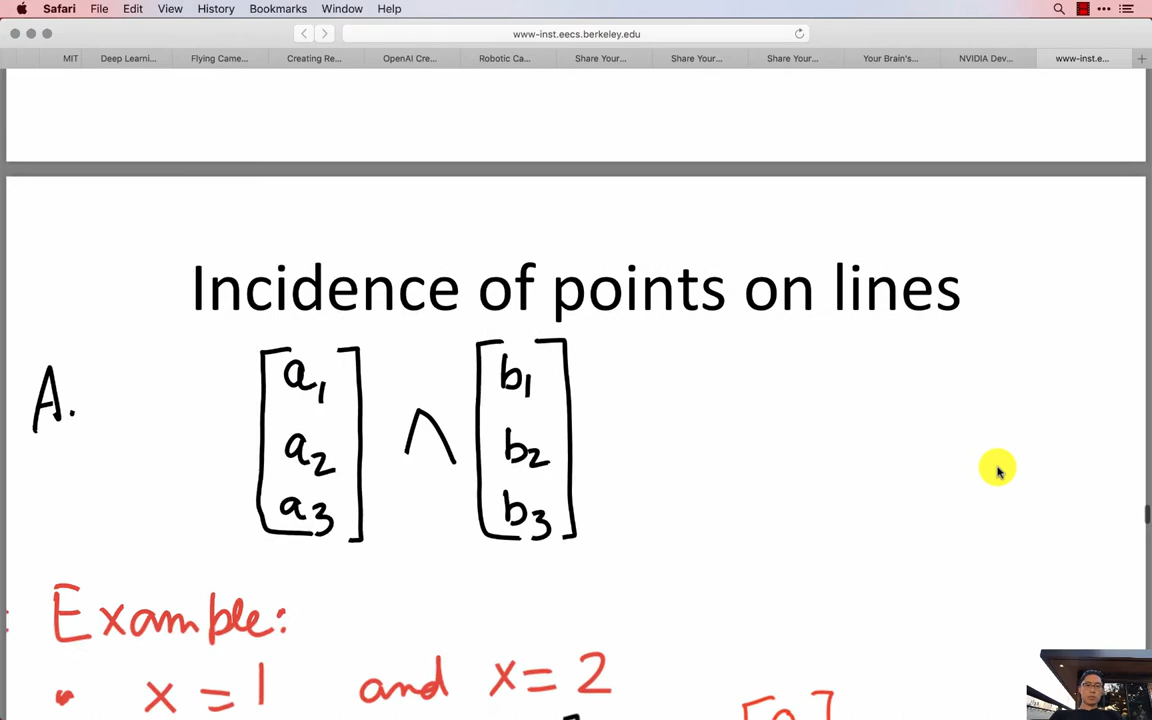 Safari File Edit View History Bookmarks Window Help
www-inst.eecs.berkeley.edu
MIT Deep Learni... Flying Came... Creating Re... OpenAI Cre... Robotic Ca... Share Your... Share Your... Share Your... Your Brain's... NVIDIA Dev... www-inst.e...
Incidence of points on lines
A. [a1 a2 a3] ∧ [b1 b2 b3]
Example:
• x = 1 and x = 2